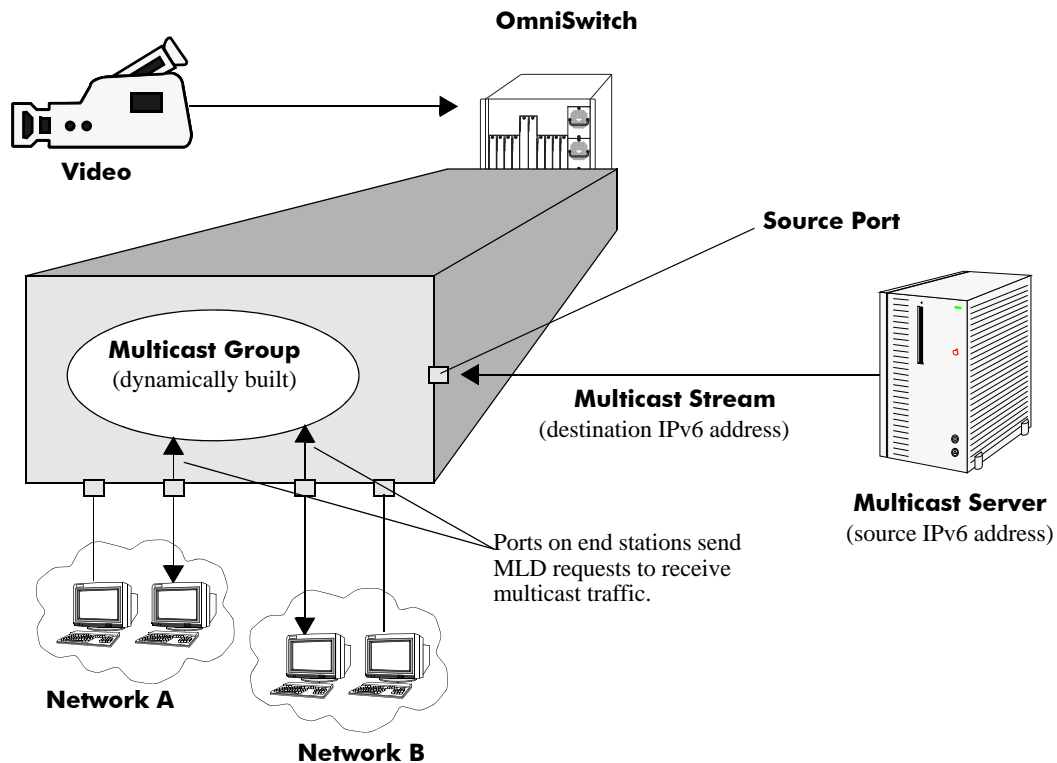 OmniSwitch
Video
Source Port
Multicast Group
(dynamically built)
Multicast Stream
(destination IPv6 address)
Multicast Server
(source IPv6 address)
Ports on end stations send
MLD requests to receive
multicast traffic.
Network A
Network B